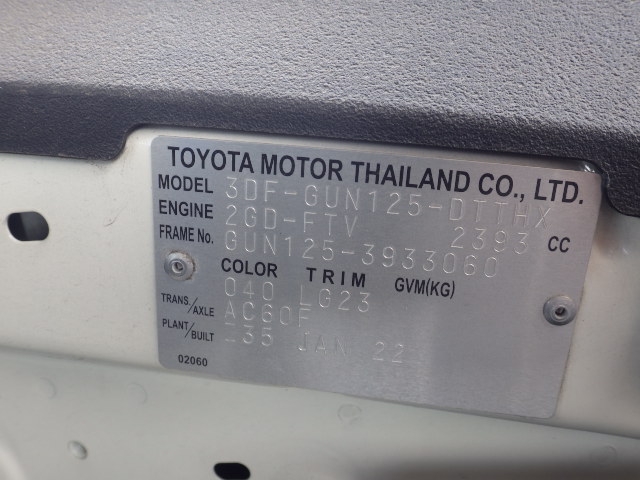 TOYOTA MOTOR THAILAND CO., LTD.
MODEL 3DF-GUN125-DTTHX
ENGINE 2GD-FTV 2393 CC
FRAME No. GUN125-3933060
COLOR TRIM GVM(KG)
040 LG23
TRANS./AXLE AC60F
PLANT/BUILT 35 JAN 22
02060